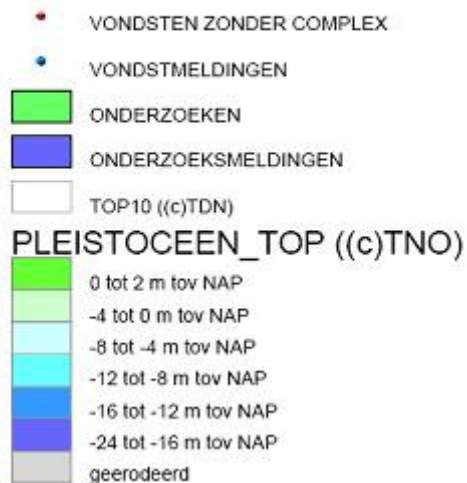 VONDSTEN ZONDER COMPLEX
VONDSTMELDINGEN
ONDERZOEKEN
ONDERZOEKSMELDINGEN
TOP10 ((c)TDN)
PLEISTOCEEN_TOP ((c)TNO)
0 tot 2 m tov NAP
-4 tot 0 m tov NAP
-8 tot -4 m tov NAP
-12 tot -8 m tov NAP
-16 tot -12 m tov NAP
-24 tot -16 m tov NAP
geerodeerd